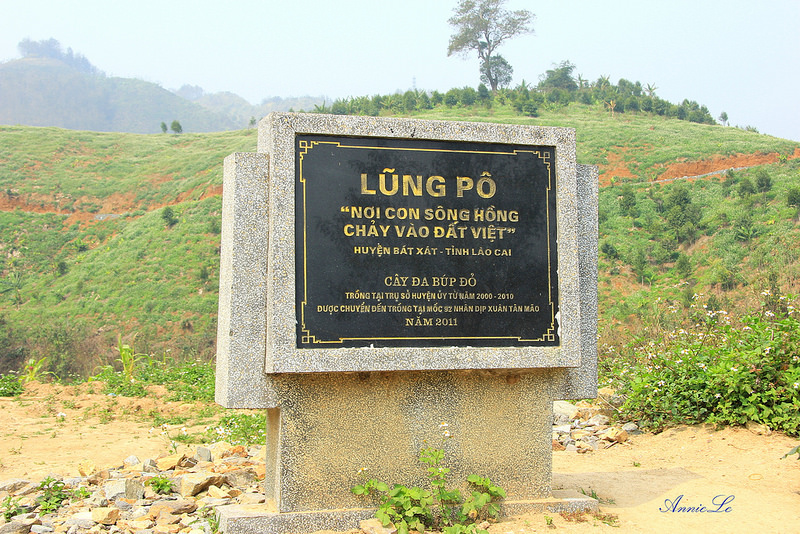 LŨNG PÔ
“NƠI CON SÔNG HỒNG
CHẢY VÀO ĐẤT VIỆT”
HUYỆN BÁT XÁT - TỈNH LÀO CAI
CÂY ĐA BÚP ĐỎ
TRỒNG TẠI TRỤ SỞ HUYỆN ỦY TỪ NĂM 2000 - 2010
ĐƯỢC CHUYỂN ĐẾN TRỒNG TẠI MỐC 92 NHÂN DỊP XUÂN TÂN MÃO
NĂM 2011
AnnieLe